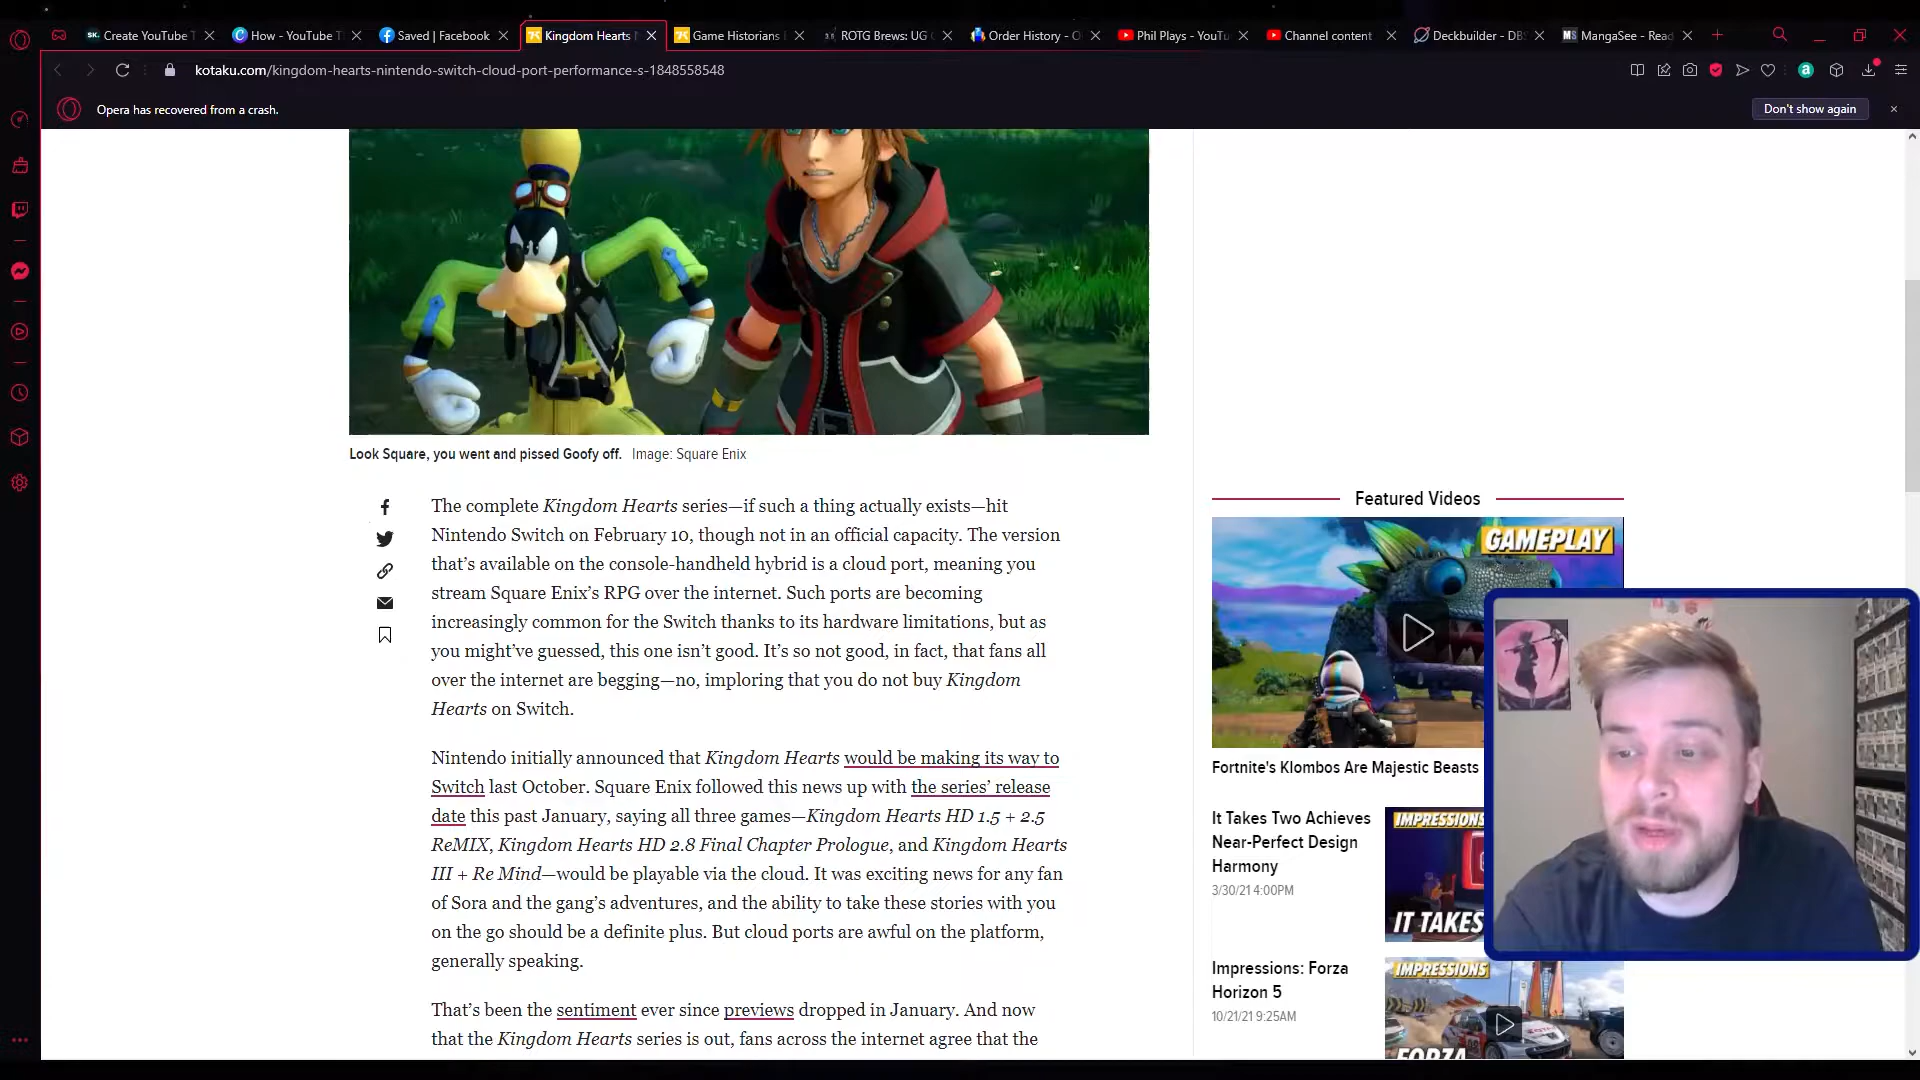 Create YouTube T
How - YouTube T
Saved | Facebook
Kingdom Hearts N
Game Historians
ROTG Brews: UG
Order History - O
Phil Plays - YouTu
Channel content
Deckbuilder - DBS
MangaSee - Read
kotaku.com/kingdom-hearts-nintendo-switch-cloud-port-performance-s-1848558548
Opera has recovered from a crash.
Don't show again
Look Square, you went and pissed Goofy off. Image: Square Enix
The complete Kingdom Hearts series—if such a thing actually exists—hit
Nintendo Switch on February 10, though not in an official capacity. The version
that's available on the console-handheld hybrid is a cloud port, meaning you
stream Square Enix's RPG over the internet. Such ports are becoming
increasingly common for the Switch thanks to its hardware limitations, but as
you might've guessed, this one isn't good. It's so not good, in fact, that fans all
over the internet are begging—no, imploring that you do not buy Kingdom
Hearts on Switch.
Nintendo initially announced that Kingdom Hearts would be making its way to
Switch last October. Square Enix followed this news up with the series' release
date this past January, saying all three games—Kingdom Hearts HD 1.5 + 2.5
ReMIX, Kingdom Hearts HD 2.8 Final Chapter Prologue, and Kingdom Hearts
III + Re Mind—would be playable via the cloud. It was exciting news for any fan
of Sora and the gang's adventures, and the ability to take these stories with you
on the go should be a definite plus. But cloud ports are awful on the platform,
generally speaking.
That's been the sentiment ever since previews dropped in January. And now
that the Kingdom Hearts series is out, fans across the internet agree that the
Featured Videos
GAMEPLAY
Fortnite's Klombos Are Majestic Beasts
It Takes Two Achieves
Near-Perfect Design
Harmony
3/30/21 4:00PM
IMPRESSIONS
IT TAKES
Impressions: Forza
Horizon 5
10/21/21 9:25AM
IMPRESSIONS
FORZA